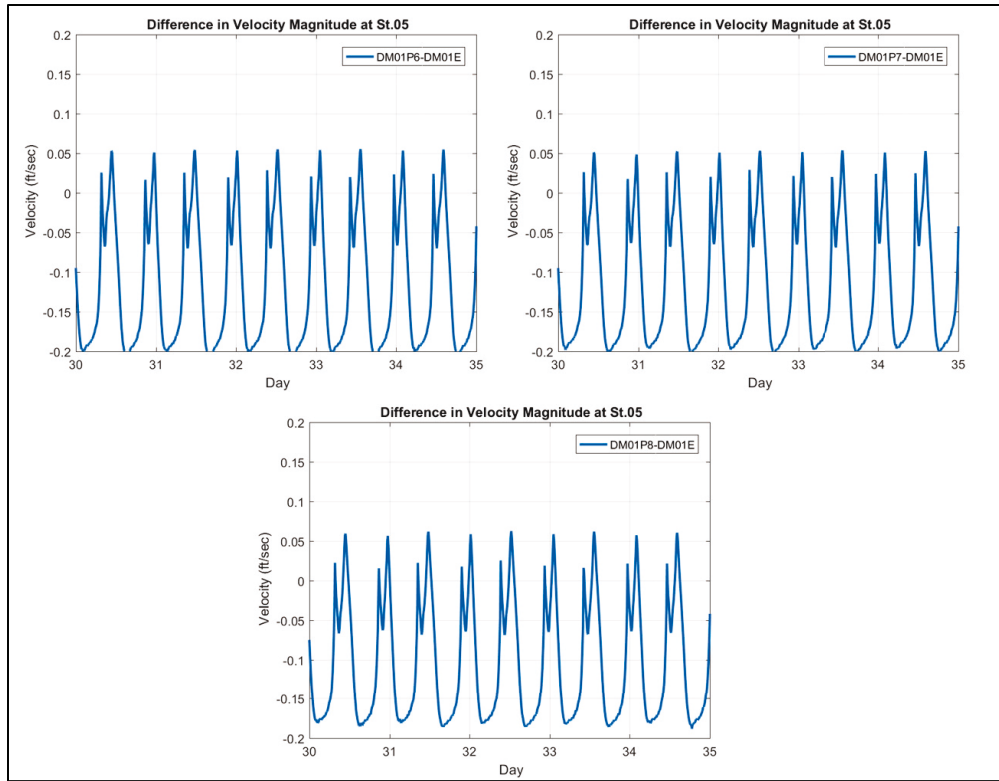 Difference in Velocity Magnitude at St.05
DM01P6-DM01E
0.2
0.15
0.1
0.05
0
-0.05
-0.1
-0.15
-0.2
Velocity (ft/sec)
30 31 32 33 34 35
Day
Difference in Velocity Magnitude at St.05
DM01P7-DM01E
0.2
0.15
0.1
0.05
0
-0.05
-0.1
-0.15
-0.2
Velocity (ft/sec)
30 31 32 33 34 35
Day
Difference in Velocity Magnitude at St.05
DM01P8-DM01E
0.2
0.15
0.1
0.05
0
-0.05
-0.1
-0.15
-0.2
Velocity (ft/sec)
30 31 32 33 34 35
Day